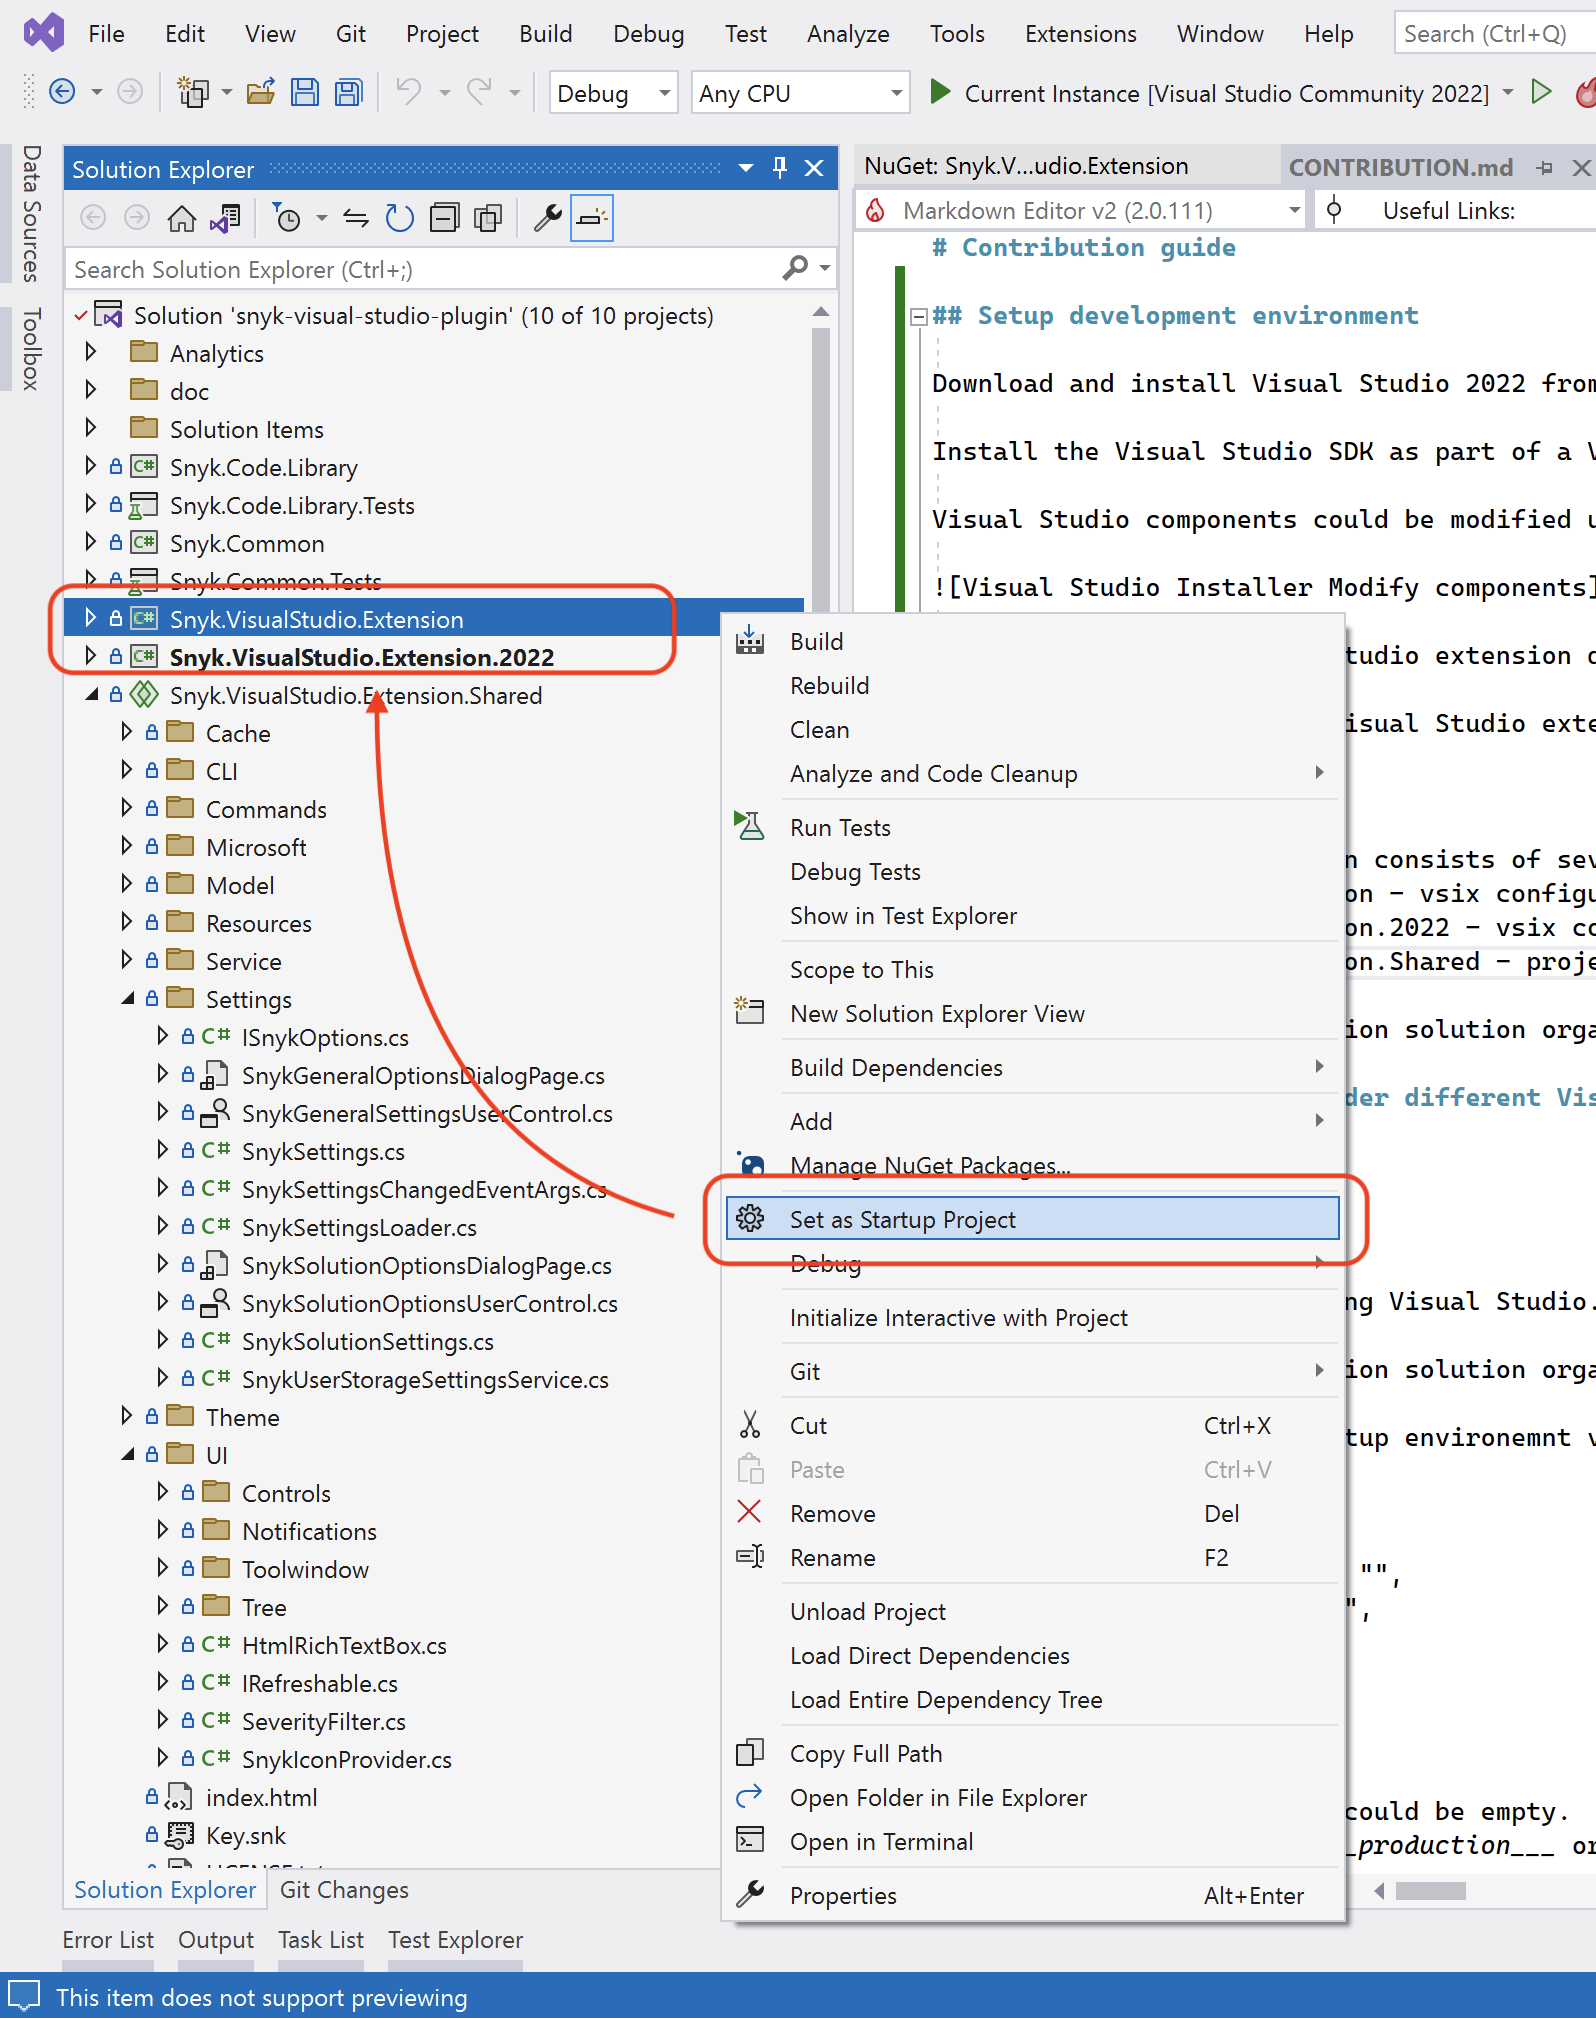 File Edit View Git Project Build Debug Test Analyze Tools Extensions Window Help Search (Ctrl+Q)
Debug Any CPU Current Instance [Visual Studio Community 2022]
Data Sources
Toolbox
Solution Explorer
Search Solution Explorer (Ctrl+;)
Solution 'snyk-visual-studio-plugin' (10 of 10 projects)
Analytics
doc
Solution Items
Snyk.Code.Library
Snyk.Code.Library.Tests
Snyk.Common
Snyk.Common.Tests
Snyk.VisualStudio.Extension
Snyk.VisualStudio.Extension.2022
Snyk.VisualStudio.Extension.Shared
Cache
CLI
Commands
Microsoft
Model
Resources
Service
Settings
ISnykOptions.cs
SnykGeneralOptionsDialogPage.cs
SnykGeneralSettingsUserControl.cs
SnykSettings.cs
SnykSettingsChangedEventArgs.cs
SnykSettingsLoader.cs
SnykSolutionOptionsDialogPage.cs
SnykSolutionOptionsUserControl.cs
SnykSolutionSettings.cs
SnykUserStorageSettingsService.cs
Theme
UI
Controls
Notifications
Toolwindow
Tree
HtmlRichTextBox.cs
IRefreshable.cs
SeverityFilter.cs
SnykIconProvider.cs
index.html
Key.snk
Solution Explorer Git Changes
NuGet: Snyk.V...udio.Extension CONTRIBUTION.md
Markdown Editor v2 (2.0.111) Useful Links:
# Contribution guide
## Setup development environment
Download and install Visual Studio 2022 from
Install the Visual Studio SDK as part of a V
Visual Studio components could be modified u
![Visual Studio Installer Modify components]
tudio extension
isual Studio exte
n consists of sev
on - vsix configu
on.2022 - vsix co
on.Shared - proje
ion solution orga
der different Vis
ng Visual Studio.
ion solution orga
tup environemnt v
"",
",
could be empty.
_production___ or
Build
Rebuild
Clean
Analyze and Code Cleanup
Run Tests
Debug Tests
Show in Test Explorer
Scope to This
New Solution Explorer View
Build Dependencies
Add
Manage NuGet Packages...
Set as Startup Project
Debug
Initialize Interactive with Project
Git
Cut Ctrl+X
Paste Ctrl+V
Remove Del
Rename F2
Unload Project
Load Direct Dependencies
Load Entire Dependency Tree
Copy Full Path
Open Folder in File Explorer
Open in Terminal
Properties Alt+Enter
Error List Output Task List Test Explorer
This item does not support previewing